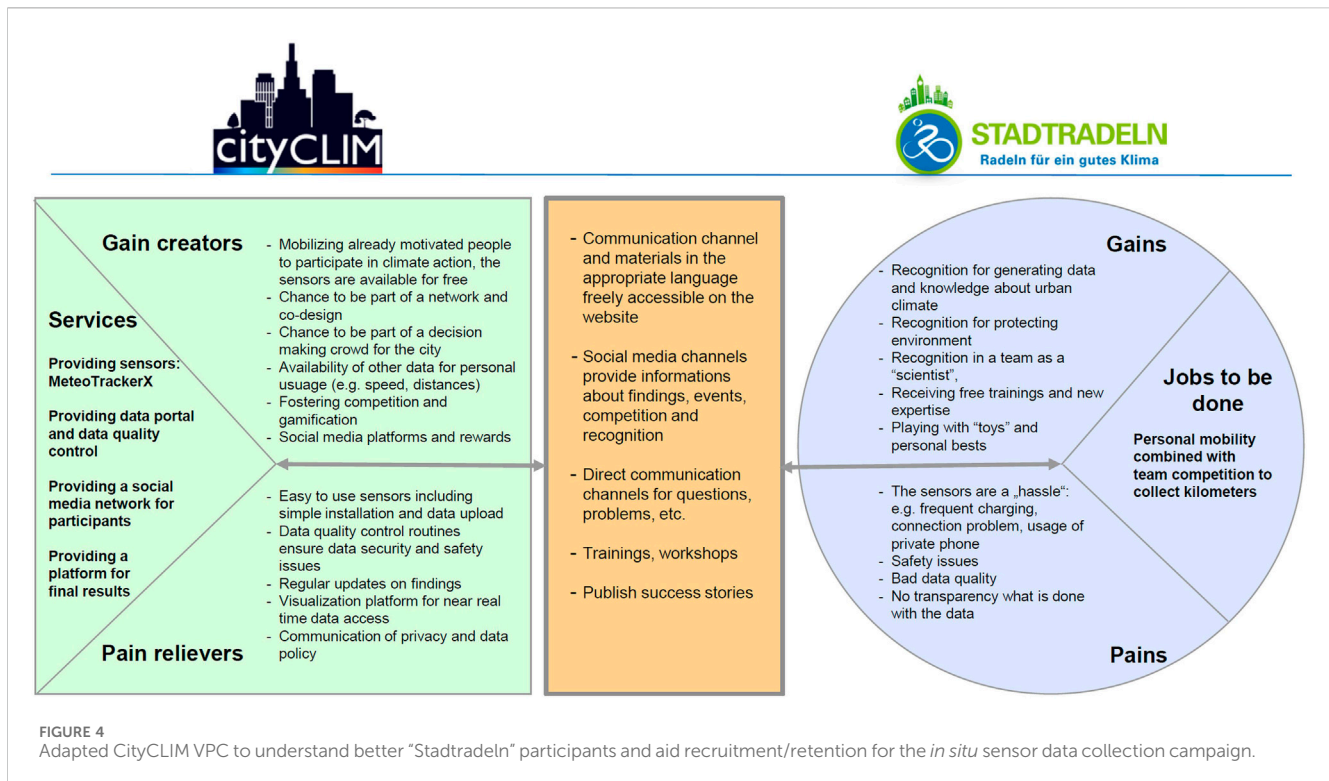 cityCLIM
STADTRADELN
Radeln für ein gutes Klima
Gain creators
- Mobilizing already motivated people
to participate in climate action, the
sensors are available for free
- Chance to be part of a network and
co-design
- Chance to be part of a decision
making crowd for the city
- Availability of other data for personal
usuage (e.g. speed, distances)
- Fostering competition and
gamification
- Social media platforms and rewards
Services
Providing sensors:
MeteoTrackerX
Providing data portal
and data quality
control
Providing a social
media network for
participants
Providing a
platform for
final results
- Easy to use sensors including
simple installation and data upload
- Data quality control routines
ensure data security and safety
issues
- Regular updates on findings
- Visualization platform for near real
time data access
- Communication of privacy and data
policy
Pain relievers
- Communication channel
and materials in the
appropriate language
freely accessible on the
website
- Social media channels
provide informations
about findings, events,
competition and
recognition
- Direct communication
channels for questions,
problems, etc.
- Trainings, workshops
- Publish success stories
Gains
- Recognition for generating data
and knowledge about urban
climate
- Recognition for protecting
environment
- Recognition in a team as a
"scientist",
- Receiving free trainings and new
expertise
- Playing with "toys" and
personal bests
Jobs to be
done
Personal mobility
combined with
team competition to
collect kilometers
- The sensors are a „hassle“:
e.g. frequent charging,
connection problem, usage of
private phone
- Safety issues
- Bad data quality
- No transparency what is done
with the data
Pains
FIGURE 4
Adapted CityCLIM VPC to understand better “Stadtradeln” participants and aid recruitment/retention for the in situ sensor data collection campaign.